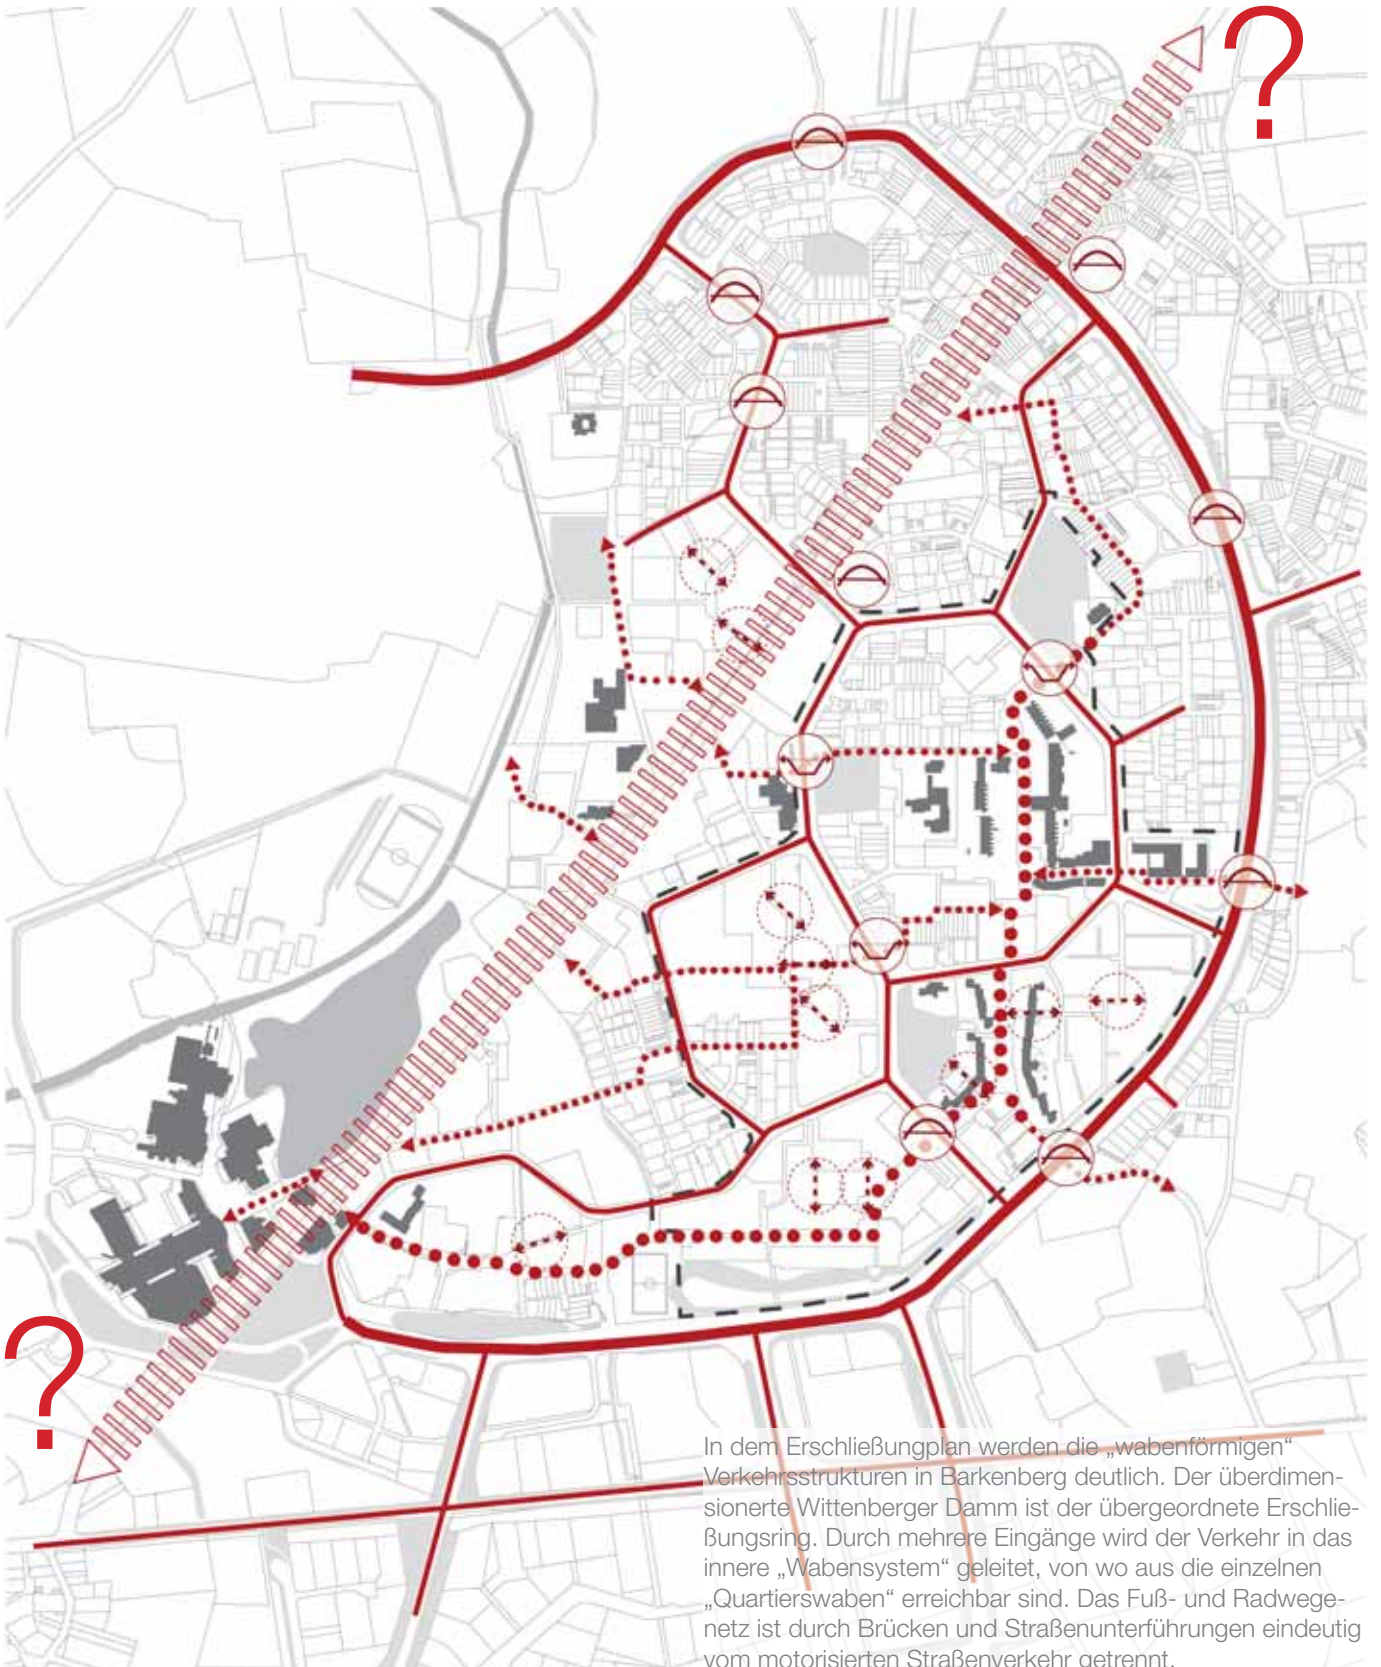 ?
?
In dem Erschließungplan werden die „wabenförmigen“
Verkehrsstrukturen in Barkenberg deutlich. Der überdimen-
sionerte Wittenberger Damm ist der übergeordnete Erschlie-
ßungsring. Durch mehrere Eingänge wird der Verkehr in das
innere „Wabensystem“ geleitet, von wo aus die einzelnen
„Quartierswaben“ erreichbar sind. Das Fuß- und Radwege-
netz ist durch Brücken und Straßenunterführungen eindeutig
vom motorisierten Straßenverkehr getrennt.